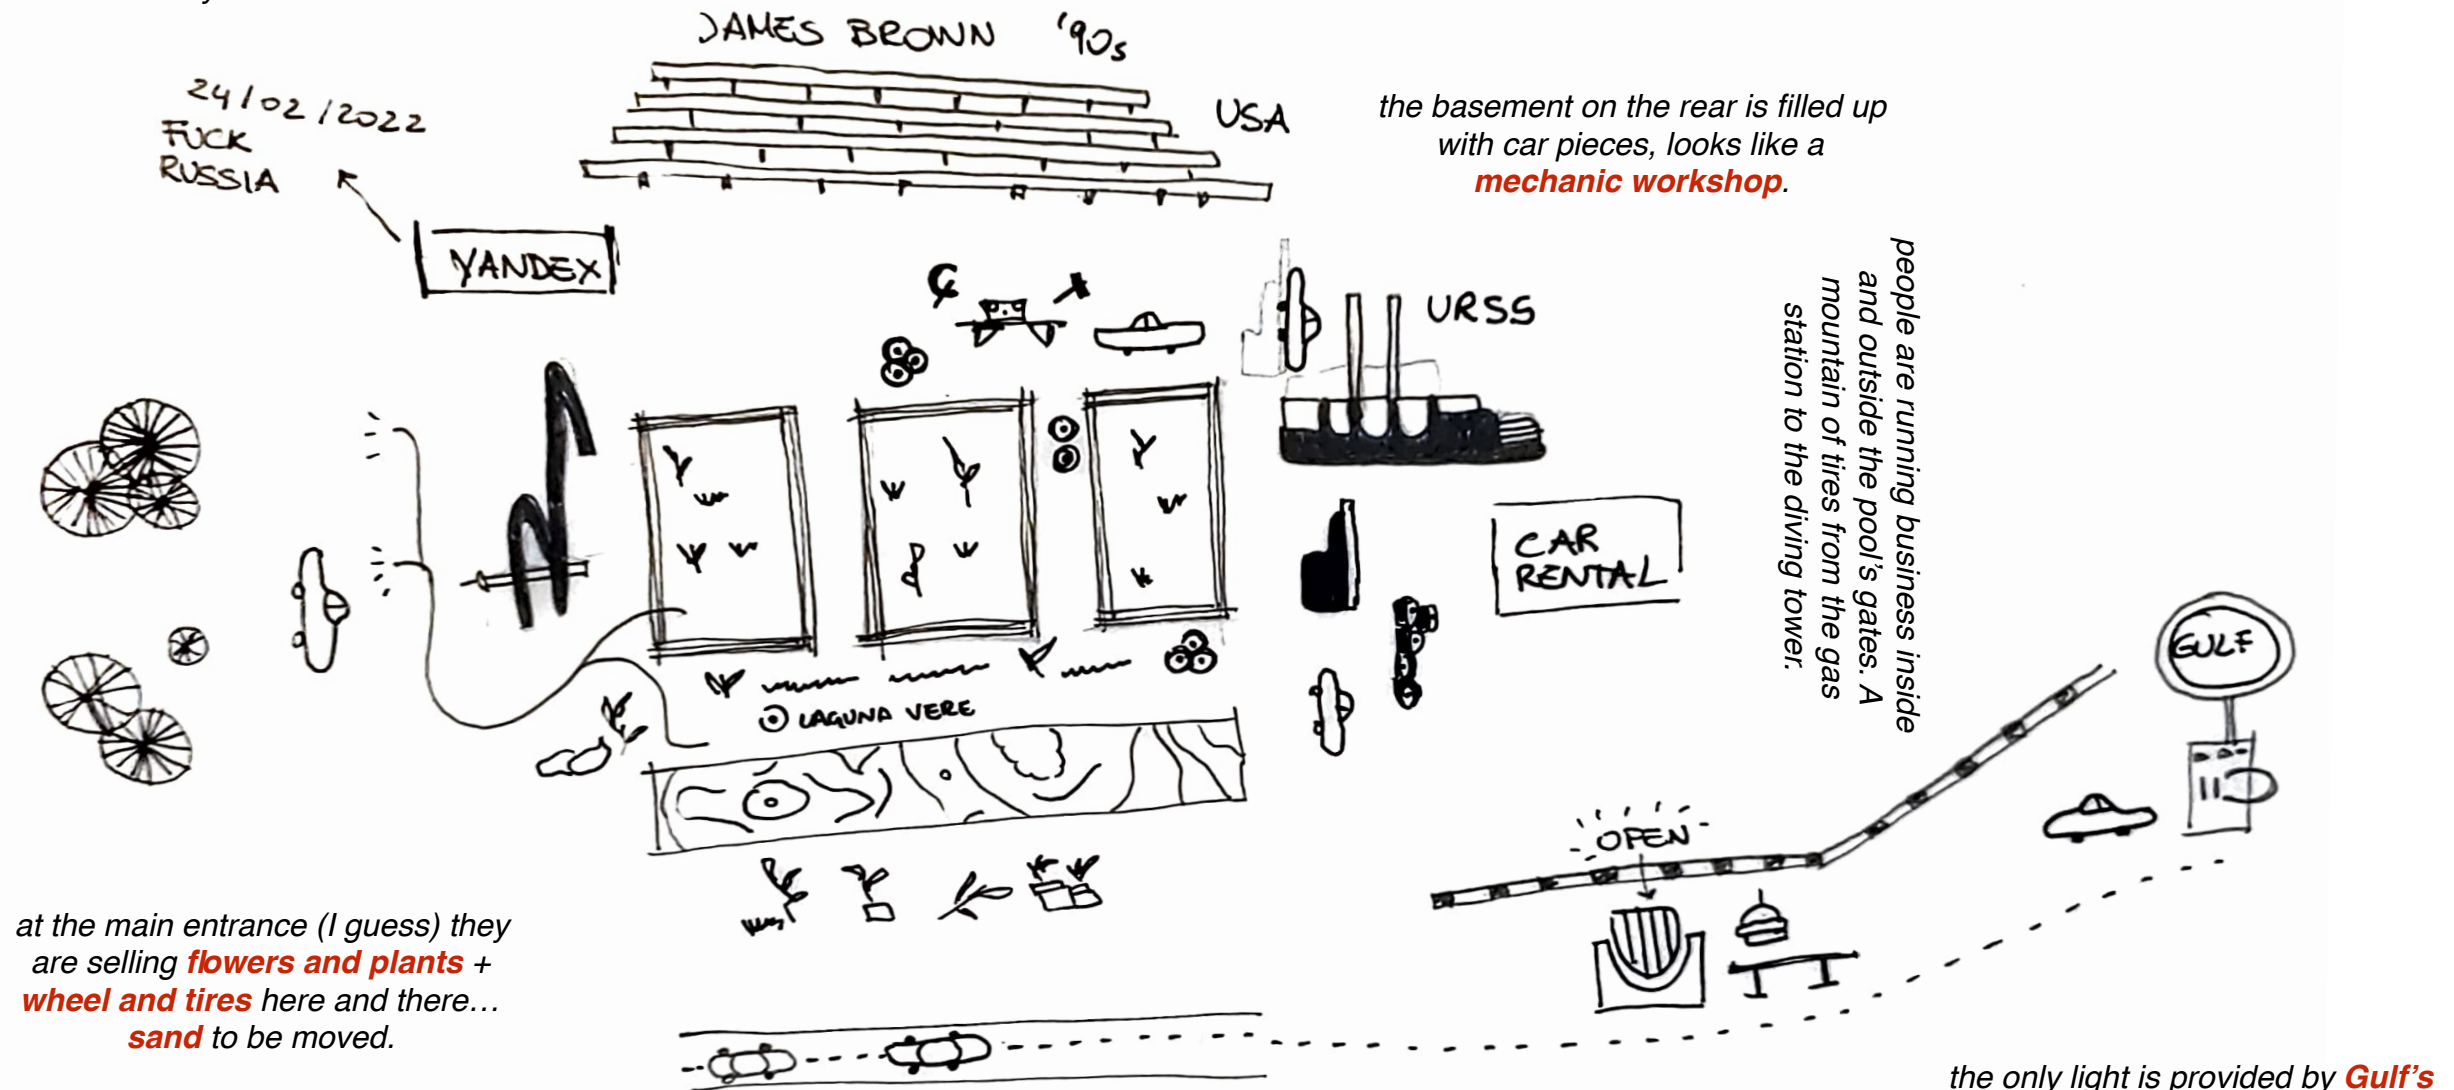 JAMES BROWN '90s
24/02/2022
FUCK
RUSSIA
USA
the basement on the rear is filled up
with car pieces, looks like a
mechanic workshop.
YANDEX
URSS
people are running business inside
and outside the pool's gates. A
mountain of tires from the gas
station to the diving tower.
CAR
RENTAL
GULF
LAGUNA VERE
OPEN
at the main entrance (I guess) they
are selling flowers and plants +
wheel and tires here and there…
sand to be moved.
the only light is provided by Gulf's